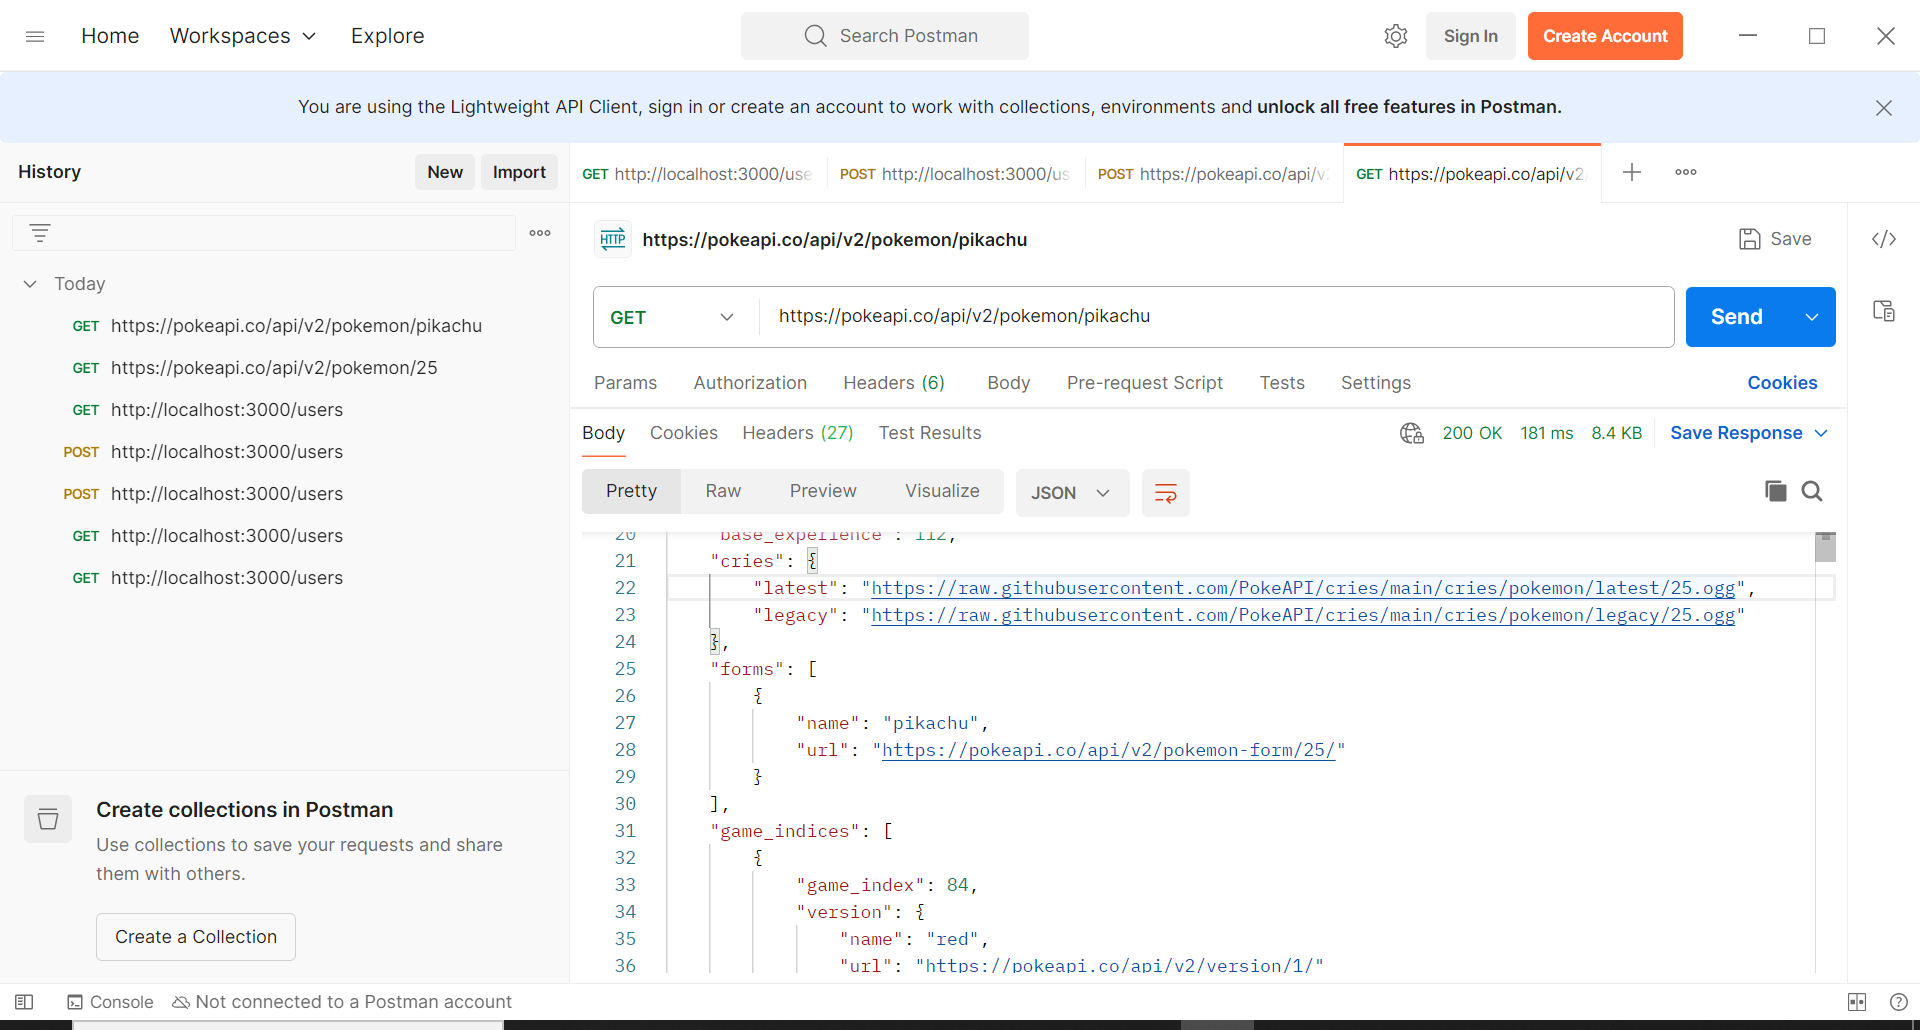 Home Workspaces Explore Search Postman Sign In Create Account
You are using the Lightweight API Client, sign in or create an account to work with collections, environments and unlock all free features in Postman.
History New Import
Today
GET https://pokeapi.co/api/v2/pokemon/pikachu
GET https://pokeapi.co/api/v2/pokemon/25
GET http://localhost:3000/users
POST http://localhost:3000/users
POST http://localhost:3000/users
GET http://localhost:3000/users
GET http://localhost:3000/users
Create collections in Postman
Use collections to save your requests and share
them with others.
Create a Collection
GET http://localhost:3000/use POST http://localhost:3000/us POST https://pokeapi.co/api/v2 GET https://pokeapi.co/api/v2/
HTTP https://pokeapi.co/api/v2/pokemon/pikachu Save
GET https://pokeapi.co/api/v2/pokemon/pikachu Send
Params Authorization Headers (6) Body Pre-request Script Tests Settings Cookies
Body Cookies Headers (27) Test Results 200 OK 181 ms 8.4 KB Save Response
Pretty Raw Preview Visualize JSON
20 "base_experience": 112,
21 "cries": {
22 "latest": "https://raw.githubusercontent.com/PokeAPI/cries/main/cries/pokemon/latest/25.ogg",
23 "legacy": "https://raw.githubusercontent.com/PokeAPI/cries/main/cries/pokemon/legacy/25.ogg"
24 },
25 "forms": [
26 {
27 "name": "pikachu",
28 "url": "https://pokeapi.co/api/v2/pokemon-form/25/"
29 }
30 ],
31 "game_indices": [
32 {
33 "game_index": 84,
34 "version": {
35 "name": "red",
36 "url": "https://pokeapi.co/api/v2/version/1/"
Console Not connected to a Postman account